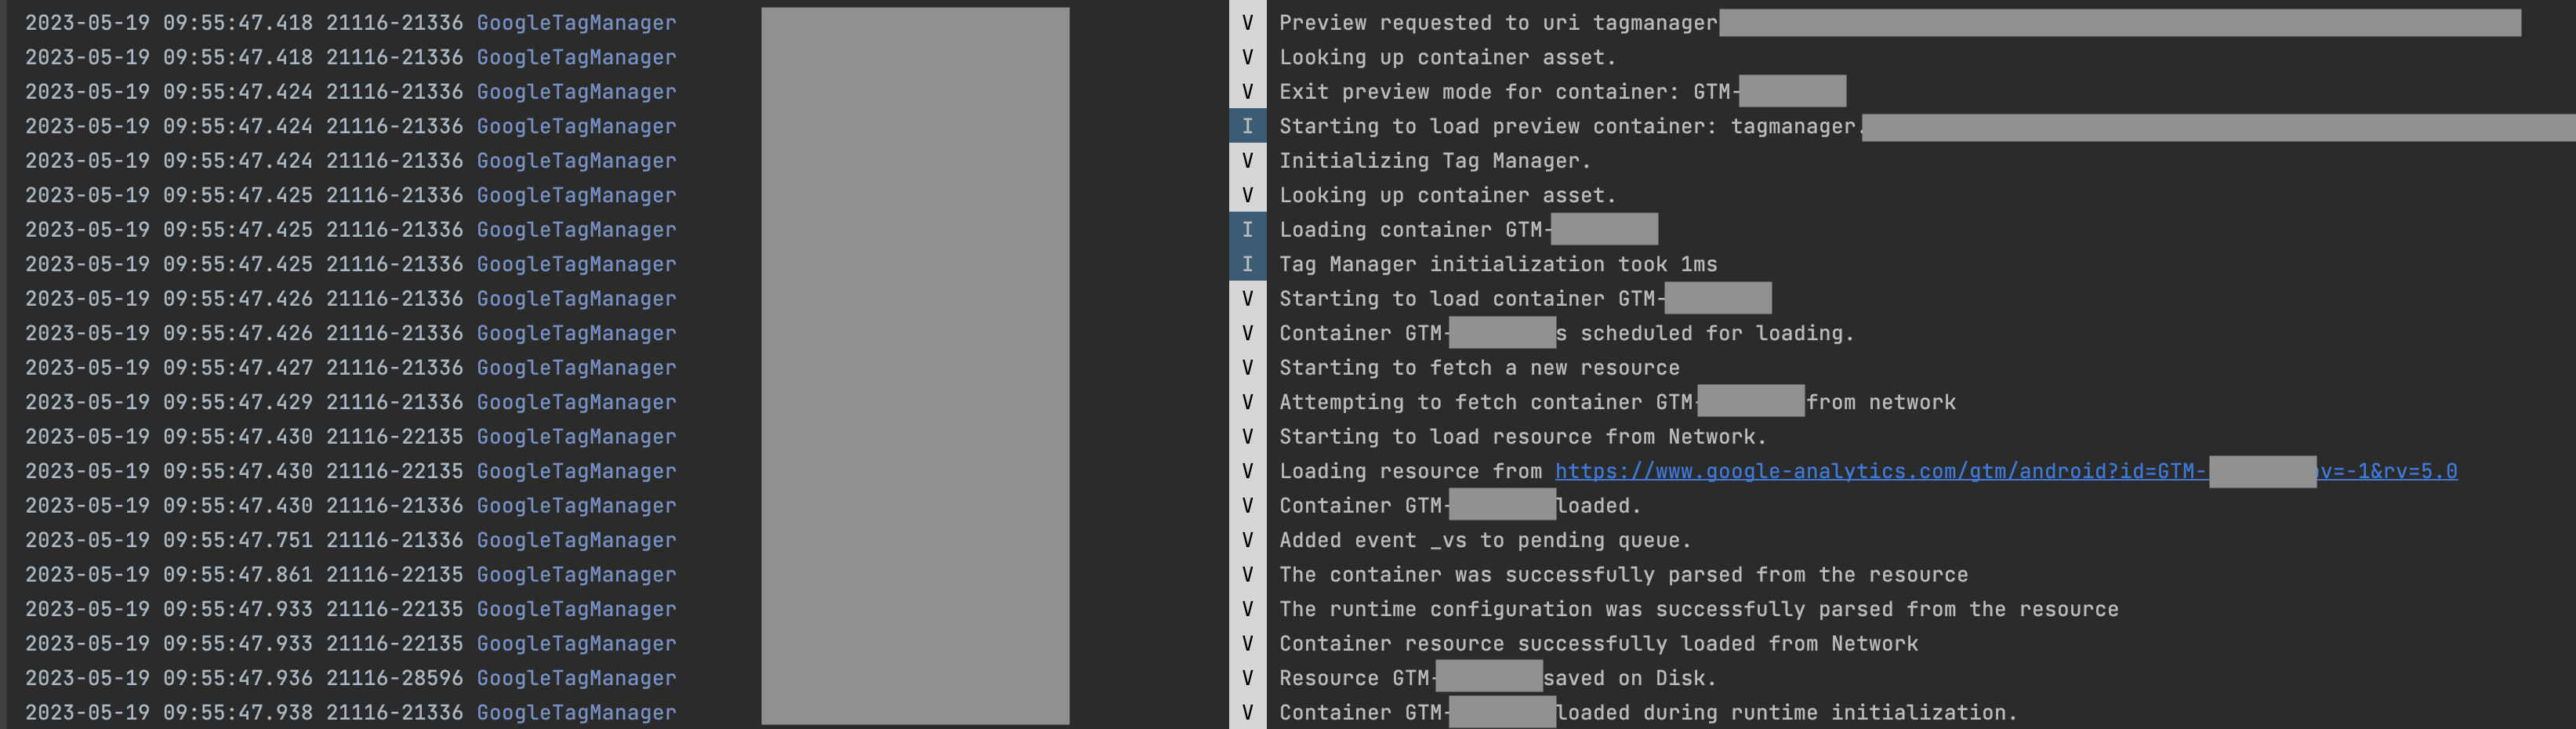 2023-05-19 09:55:47.418 21116-21336 GoogleTagManager V Preview requested to uri tagmanager
2023-05-19 09:55:47.418 21116-21336 GoogleTagManager V Looking up container asset.
2023-05-19 09:55:47.424 21116-21336 GoogleTagManager V Exit preview mode for container: GTM-
2023-05-19 09:55:47.424 21116-21336 GoogleTagManager I Starting to load preview container: tagmanager.
2023-05-19 09:55:47.424 21116-21336 GoogleTagManager V Initializing Tag Manager.
2023-05-19 09:55:47.425 21116-21336 GoogleTagManager V Looking up container asset.
2023-05-19 09:55:47.425 21116-21336 GoogleTagManager I Loading container GTM-
2023-05-19 09:55:47.425 21116-21336 GoogleTagManager I Tag Manager initialization took 1ms
2023-05-19 09:55:47.426 21116-21336 GoogleTagManager V Starting to load container GTM-
2023-05-19 09:55:47.426 21116-21336 GoogleTagManager V Container GTM- s scheduled for loading.
2023-05-19 09:55:47.427 21116-21336 GoogleTagManager V Starting to fetch a new resource
2023-05-19 09:55:47.429 21116-21336 GoogleTagManager V Attempting to fetch container GTM- from network
2023-05-19 09:55:47.430 21116-22135 GoogleTagManager V Starting to load resource from Network.
2023-05-19 09:55:47.430 21116-22135 GoogleTagManager V Loading resource from https://www.google-analytics.com/gtm/android?id=GTM- v=-1&rv=5.0
2023-05-19 09:55:47.430 21116-21336 GoogleTagManager V Container GTM- loaded.
2023-05-19 09:55:47.751 21116-21336 GoogleTagManager V Added event _vs to pending queue.
2023-05-19 09:55:47.861 21116-22135 GoogleTagManager V The container was successfully parsed from the resource
2023-05-19 09:55:47.933 21116-22135 GoogleTagManager V The runtime configuration was successfully parsed from the resource
2023-05-19 09:55:47.933 21116-22135 GoogleTagManager V Container resource successfully loaded from Network
2023-05-19 09:55:47.936 21116-28596 GoogleTagManager V Resource GTM- saved on Disk.
2023-05-19 09:55:47.938 21116-21336 GoogleTagManager V Container GTM- loaded during runtime initialization.